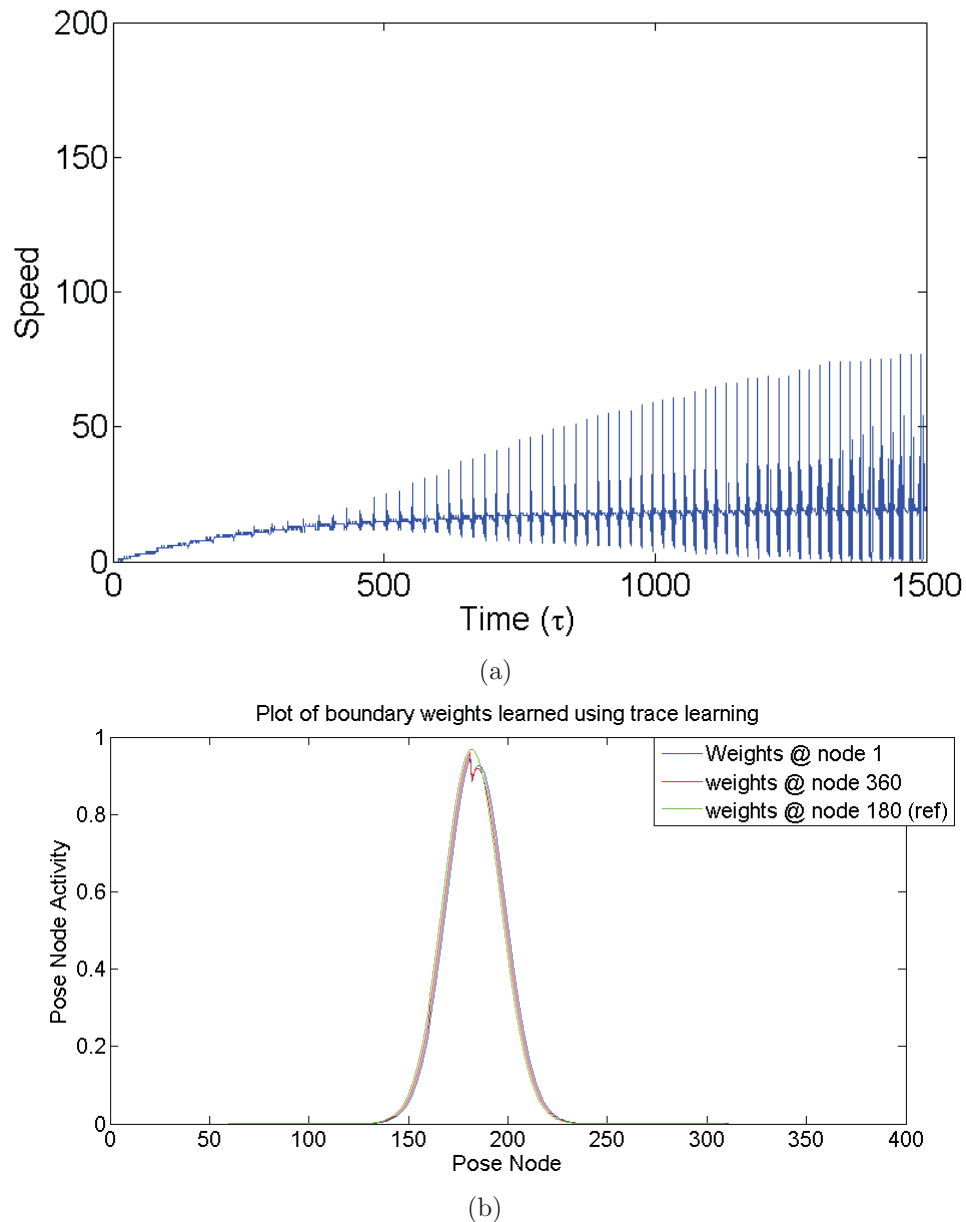 200
150
100
50
0
Speed
0 500 1000 1500
Time (τ)
(a)
Plot of boundary weights learned using trace learning
1
0.8
0.6
0.4
0.2
0
Pose Node Activity
Weights @ node 1
weights @ node 360
weights @ node 180 (ref)
0 50 100 150 200 250 300 350 400
Pose Node
(b)